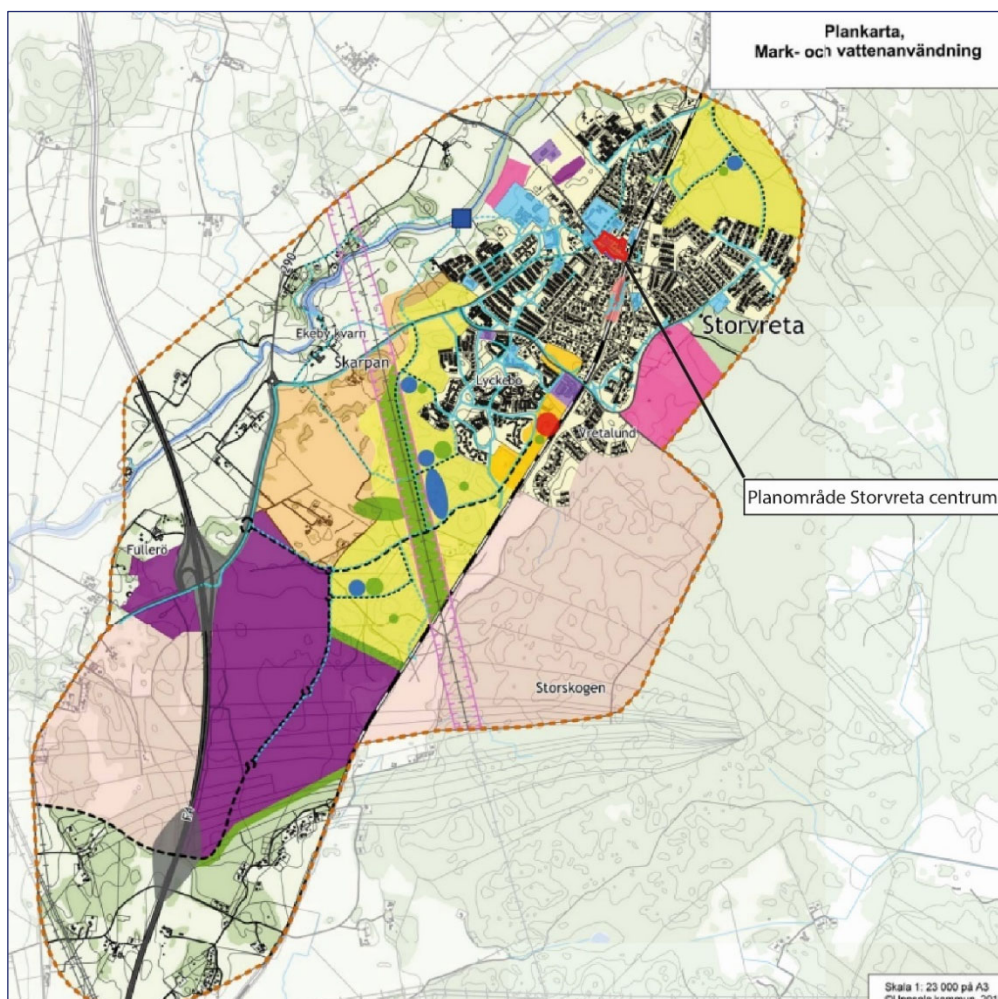 Plankarta,
Mark- och vattenanvändning
290
Ekeby kvarn
Skarpan
Storvreta
Lyckebo
Vretalund
Planområde Storvreta centrum
Fullerö
Storskogen
Skala 1: 23 000 på A3